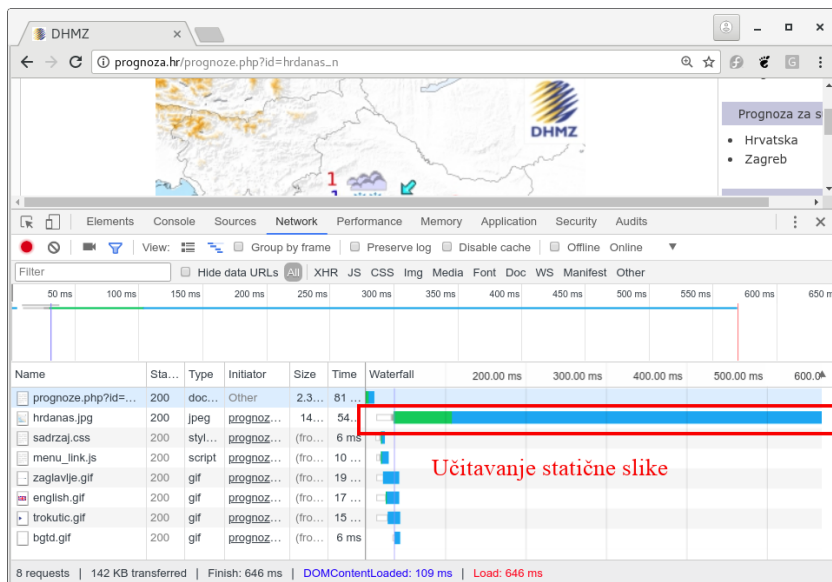 DHMZ
prognoza.hr/prognoze.php?id=hrdanas_n
DHMZ
1
Prognoza za s
• Hrvatska
• Zagreb
Elements Console Sources Network Performance Memory Application Security Audits
View: Group by frame Preserve log Disable cache Offline Online
Filter Hide data URLs All XHR JS CSS Img Media Font Doc WS Manifest Other
50 ms 100 ms 150 ms 200 ms 250 ms 300 ms 350 ms 400 ms 450 ms 500 ms 550 ms 600 ms 650 m
Name Sta... Type Initiator Size Time Waterfall 200.00 ms 300.00 ms 400.00 ms 500.00 ms 600.0
prognoze.php?id=... 200 doc... Other 2.3... 81 ...
hrdanas.jpg 200 jpeg prognoz... 14... 54...
sadrzaj.css 200 styl... prognoz... (fro... 6 ms
menu_link.js 200 script prognoz... (fro... 10 ...
zaglavlje.gif 200 gif prognoz... (fro... 19 ...
english.gif 200 gif prognoz... (fro... 17 ...
trokutic.gif 200 gif prognoz... (fro... 15 ...
bgtd.gif 200 gif prognoz... (fro... 6 ms
Učitavanje statične slike
8 requests | 142 KB transferred | Finish: 646 ms | DOMContentLoaded: 109 ms | Load: 646 ms